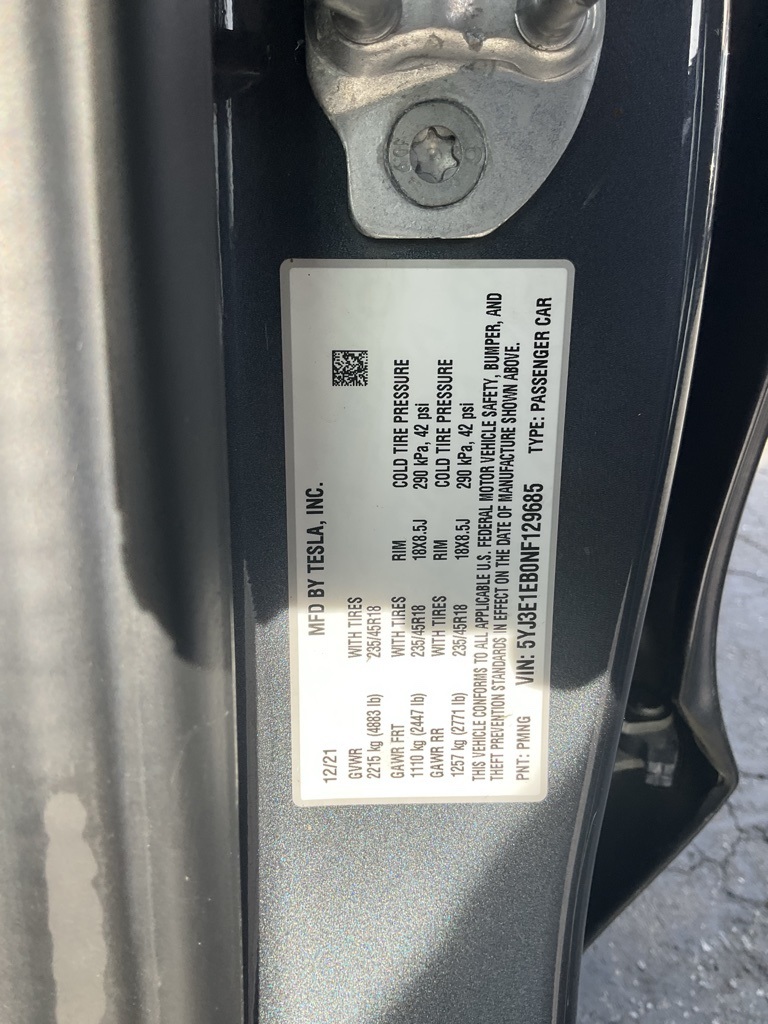 MFD BY TESLA, INC.
12/21
GVWR WITH TIRES
2215 kg (4883 lb) 235/45R18
GAWR FRT WITH TIRES RIM COLD TIRE PRESSURE
1110 kg (2447 lb) 235/45R18 18X8.5J 290 kPa, 42 psi
GAWR RR WITH TIRES RIM COLD TIRE PRESSURE
1257 kg (2771 lb) 235/45R18 18X8.5J 290 kPa, 42 psi
THIS VEHICLE CONFORMS TO ALL APPLICABLE U.S. FEDERAL MOTOR VEHICLE SAFETY, BUMPER, AND
THEFT PREVENTION STANDARDS IN EFFECT ON THE DATE OF MANUFACTURE SHOWN ABOVE.
PNT: PMNG VIN: 5YJ3E1EB0NF129685 TYPE: PASSENGER CAR